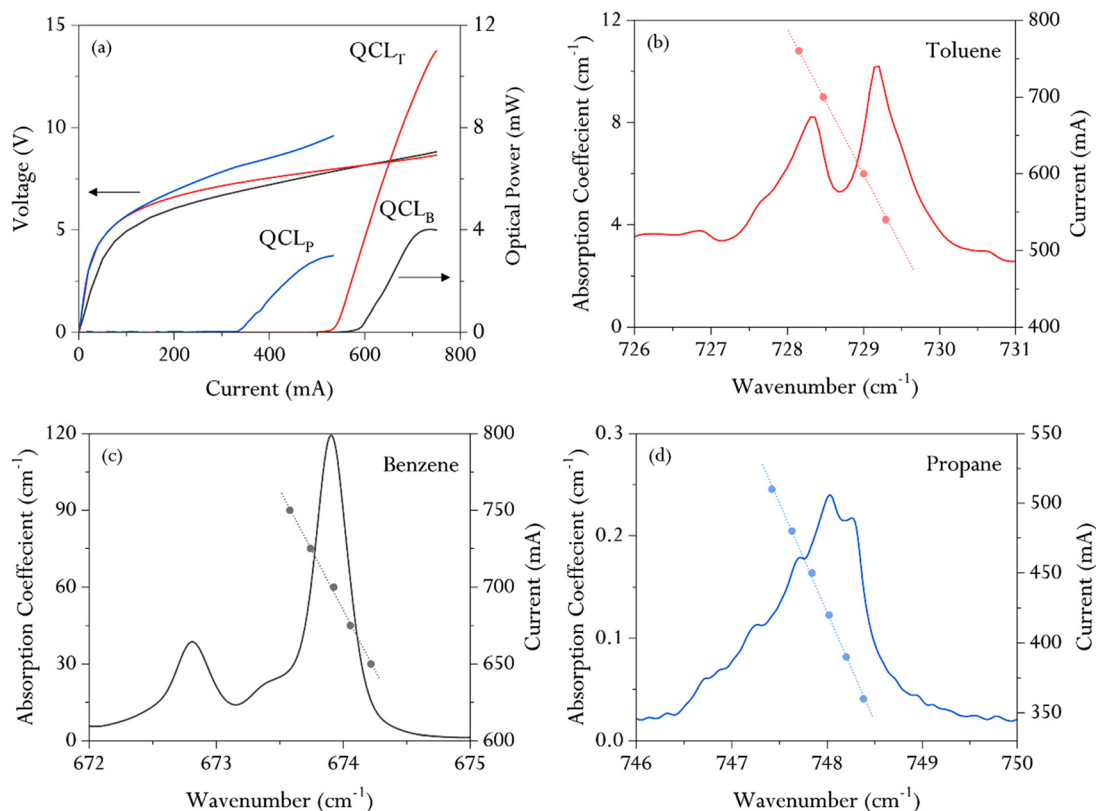 (a)
QCL_T
QCL_B
QCL_P
15
10
5
0
Voltage (V)
12
8
4
0
Optical Power (mW)
0 200 400 600 800
Current (mA)
(b)
Toluene
12
8
4
0
Absorption Coeffecient (cm⁻¹)
800
700
600
500
400
Current (mA)
726 727 728 729 730 731
Wavenumber (cm⁻¹)
(c)
Benzene
120
90
60
30
0
Absorption Coeffecient (cm⁻¹)
800
750
700
650
600
Current (mA)
672 673 674 675
Wavenumber (cm⁻¹)
(d)
Propane
0.3
0.2
0.1
0.0
Absorption Coeffecient (cm⁻¹)
550
500
450
400
350
Current (mA)
746 747 748 749 750
Wavenumber (cm⁻¹)